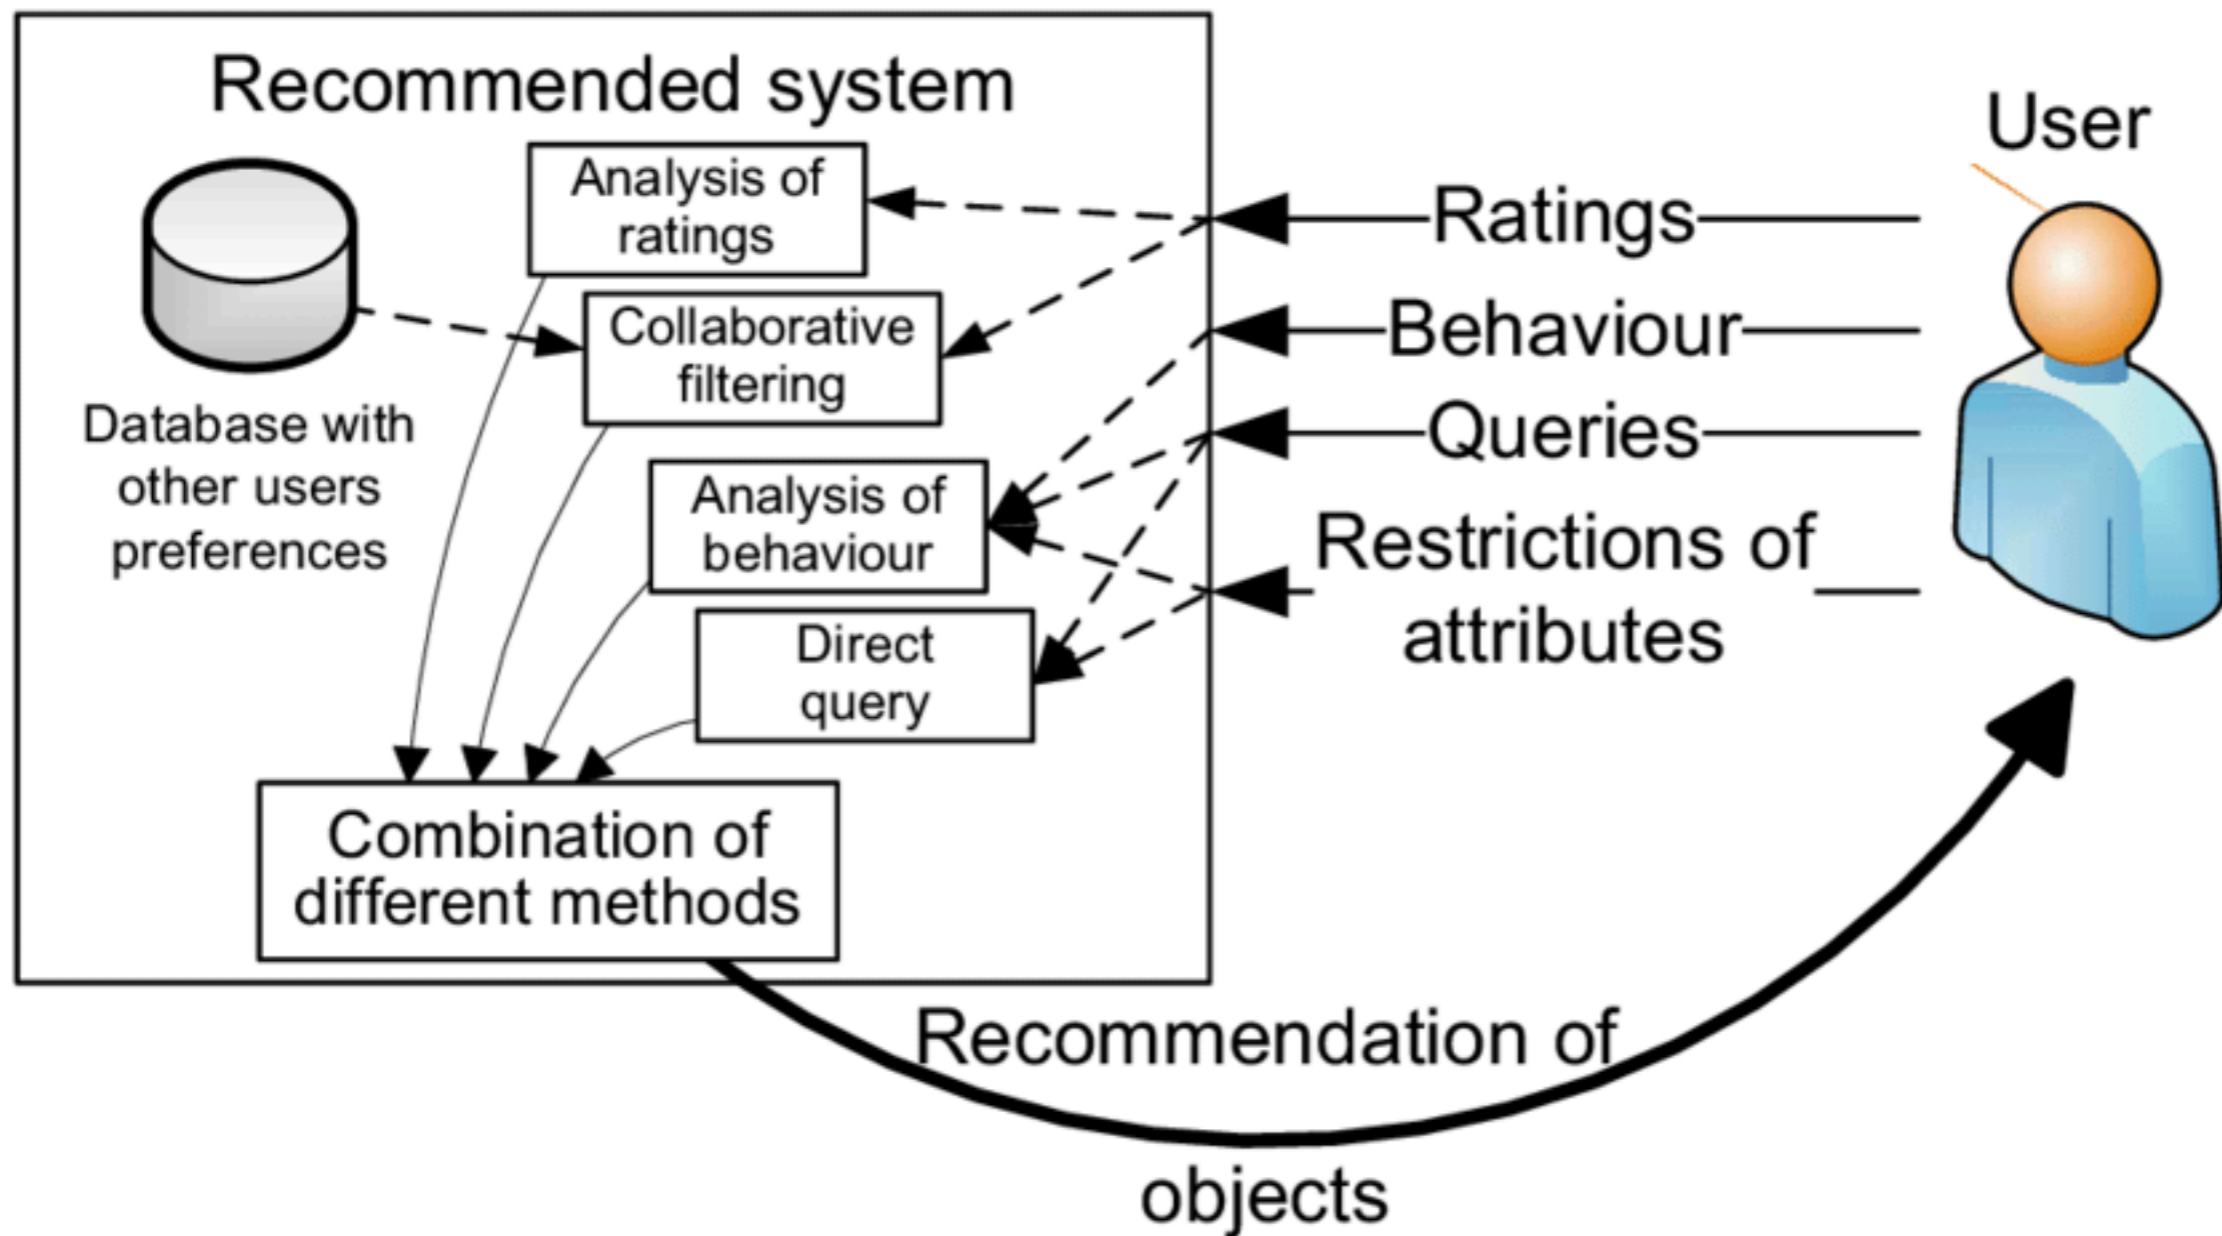 Recommended system
User
Analysis of
ratings
Ratings
Collaborative
filtering
Behaviour
Database with
other users
preferences
Queries
Analysis of
behaviour
Restrictions of
attributes
Direct
query
Combination of
different methods
Recommendation of
objects